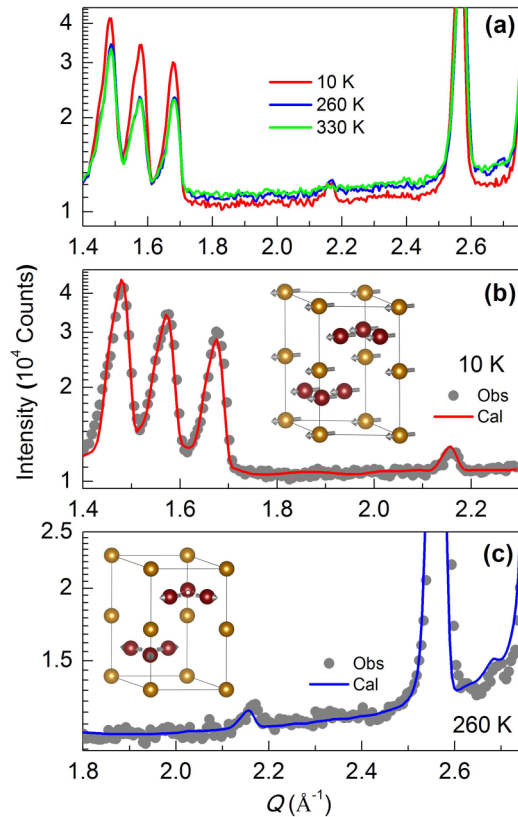 (a)
4
3
2
1
10 K
260 K
330 K
1.4 1.6 1.8 2.0 2.2 2.4 2.6
Intensity (10⁴ Counts)
(b)
4
3
2
1
10 K
Obs
Cal
1.4 1.6 1.8 2.0 2.2
(c)
2.5
2
1.5
Obs
Cal
260 K
1.8 2.0 2.2 2.4 2.6
Q (Å⁻¹)